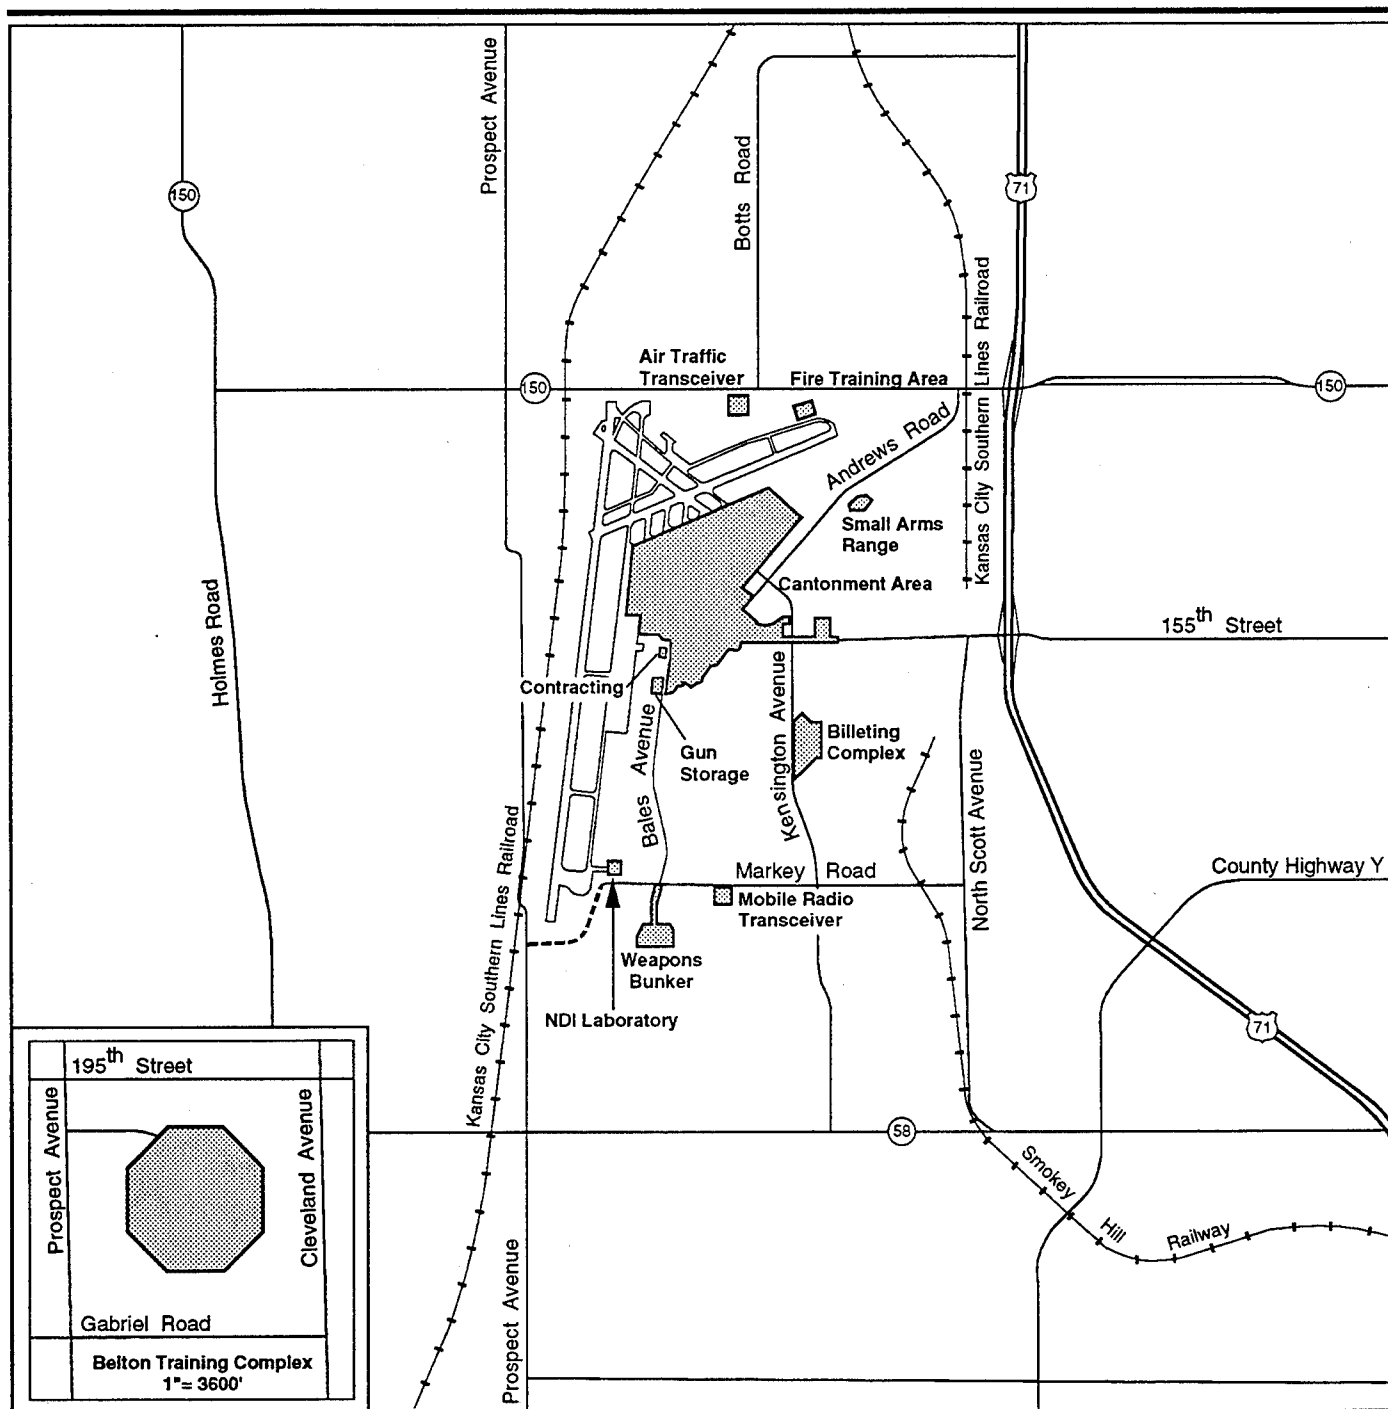 Prospect Avenue
150
Botts Road
71
Kansas City Southern Lines Railroad
Air Traffic
Transceiver
Fire Training Area
150
150
Andrews Road
Small Arms
Range
Cantonment Area
Holmes Road
155th Street
Contracting
Bales Avenue
Gun
Storage
Kensington Avenue
Billeting
Complex
North Scott Avenue
Kansas City Southern Lines Railroad
Markey Road
County Highway Y
Mobile Radio
Transceiver
Weapons
Bunker
NDI Laboratory
71
58
Smokey Hill Railway
Prospect Avenue
195th Street
Prospect Avenue
Cleveland Avenue
Gabriel Road
Belton Training Complex
1"= 3600'